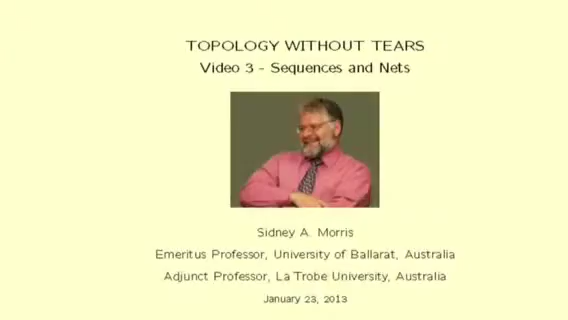 TOPOLOGY WITHOUT TEARS
Video 3 - Sequences and Nets
Sidney A. Morris
Emeritus Professor, University of Ballarat, Australia
Adjunct Professor, La Trobe University, Australia
January 23, 2013